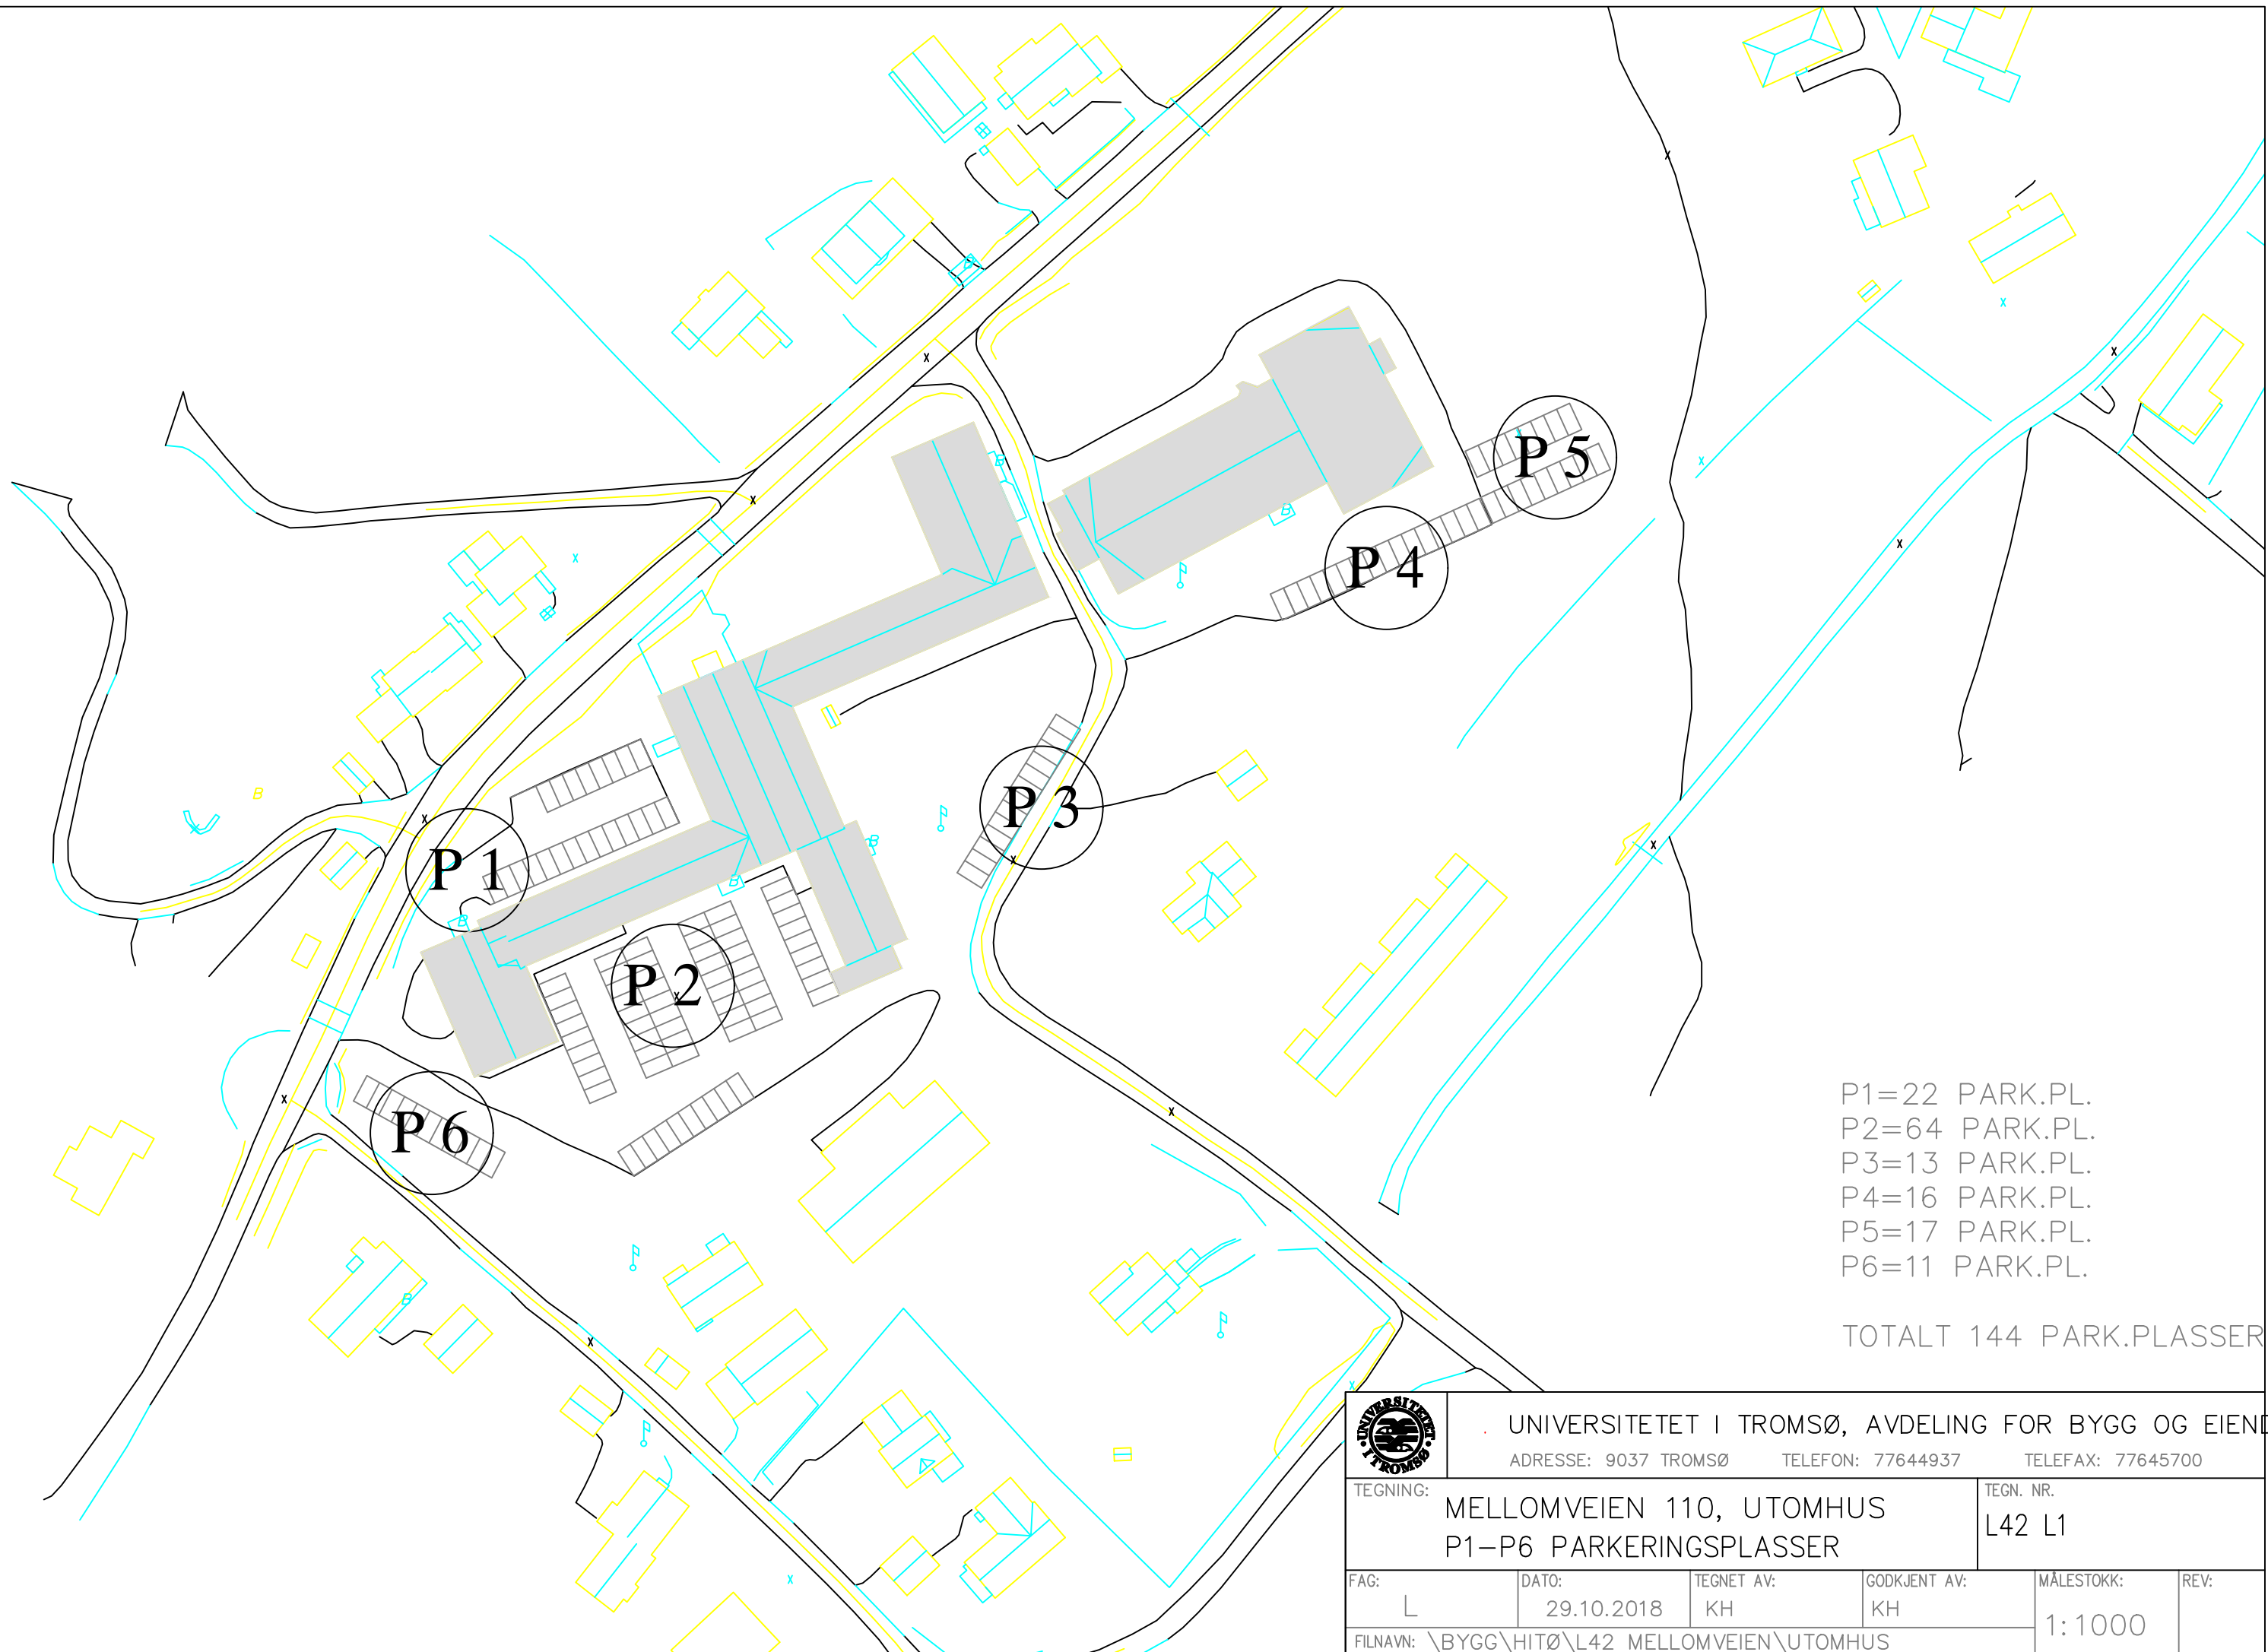 P 5
P 4
P 3
P 1
P 2
P 6
P1=22 PARK.PL.
P2=64 PARK.PL.
P3=13 PARK.PL.
P4=16 PARK.PL.
P5=17 PARK.PL.
P6=11 PARK.PL.
TOTALT 144 PARK.PLASSER
UNIVERSITETET I TROMSØ
. UNIVERSITETET I TROMSØ, AVDELING FOR BYGG OG EIEND
ADRESSE: 9037 TROMSØ TELEFON: 77644937 TELEFAX: 77645700
TEGNING:
MELLOMVEIEN 110, UTOMHUS
P1-P6 PARKERINGSPLASSER
TEGN. NR.
L42 L1
FAG:
L
DATO:
29.10.2018
TEGNET AV:
KH
GODKJENT AV:
KH
MÅLESTOKK:
1:1000
REV:
FILNAVN: \BYGG\HITØ\L42 MELLOMVEIEN\UTOMHUS